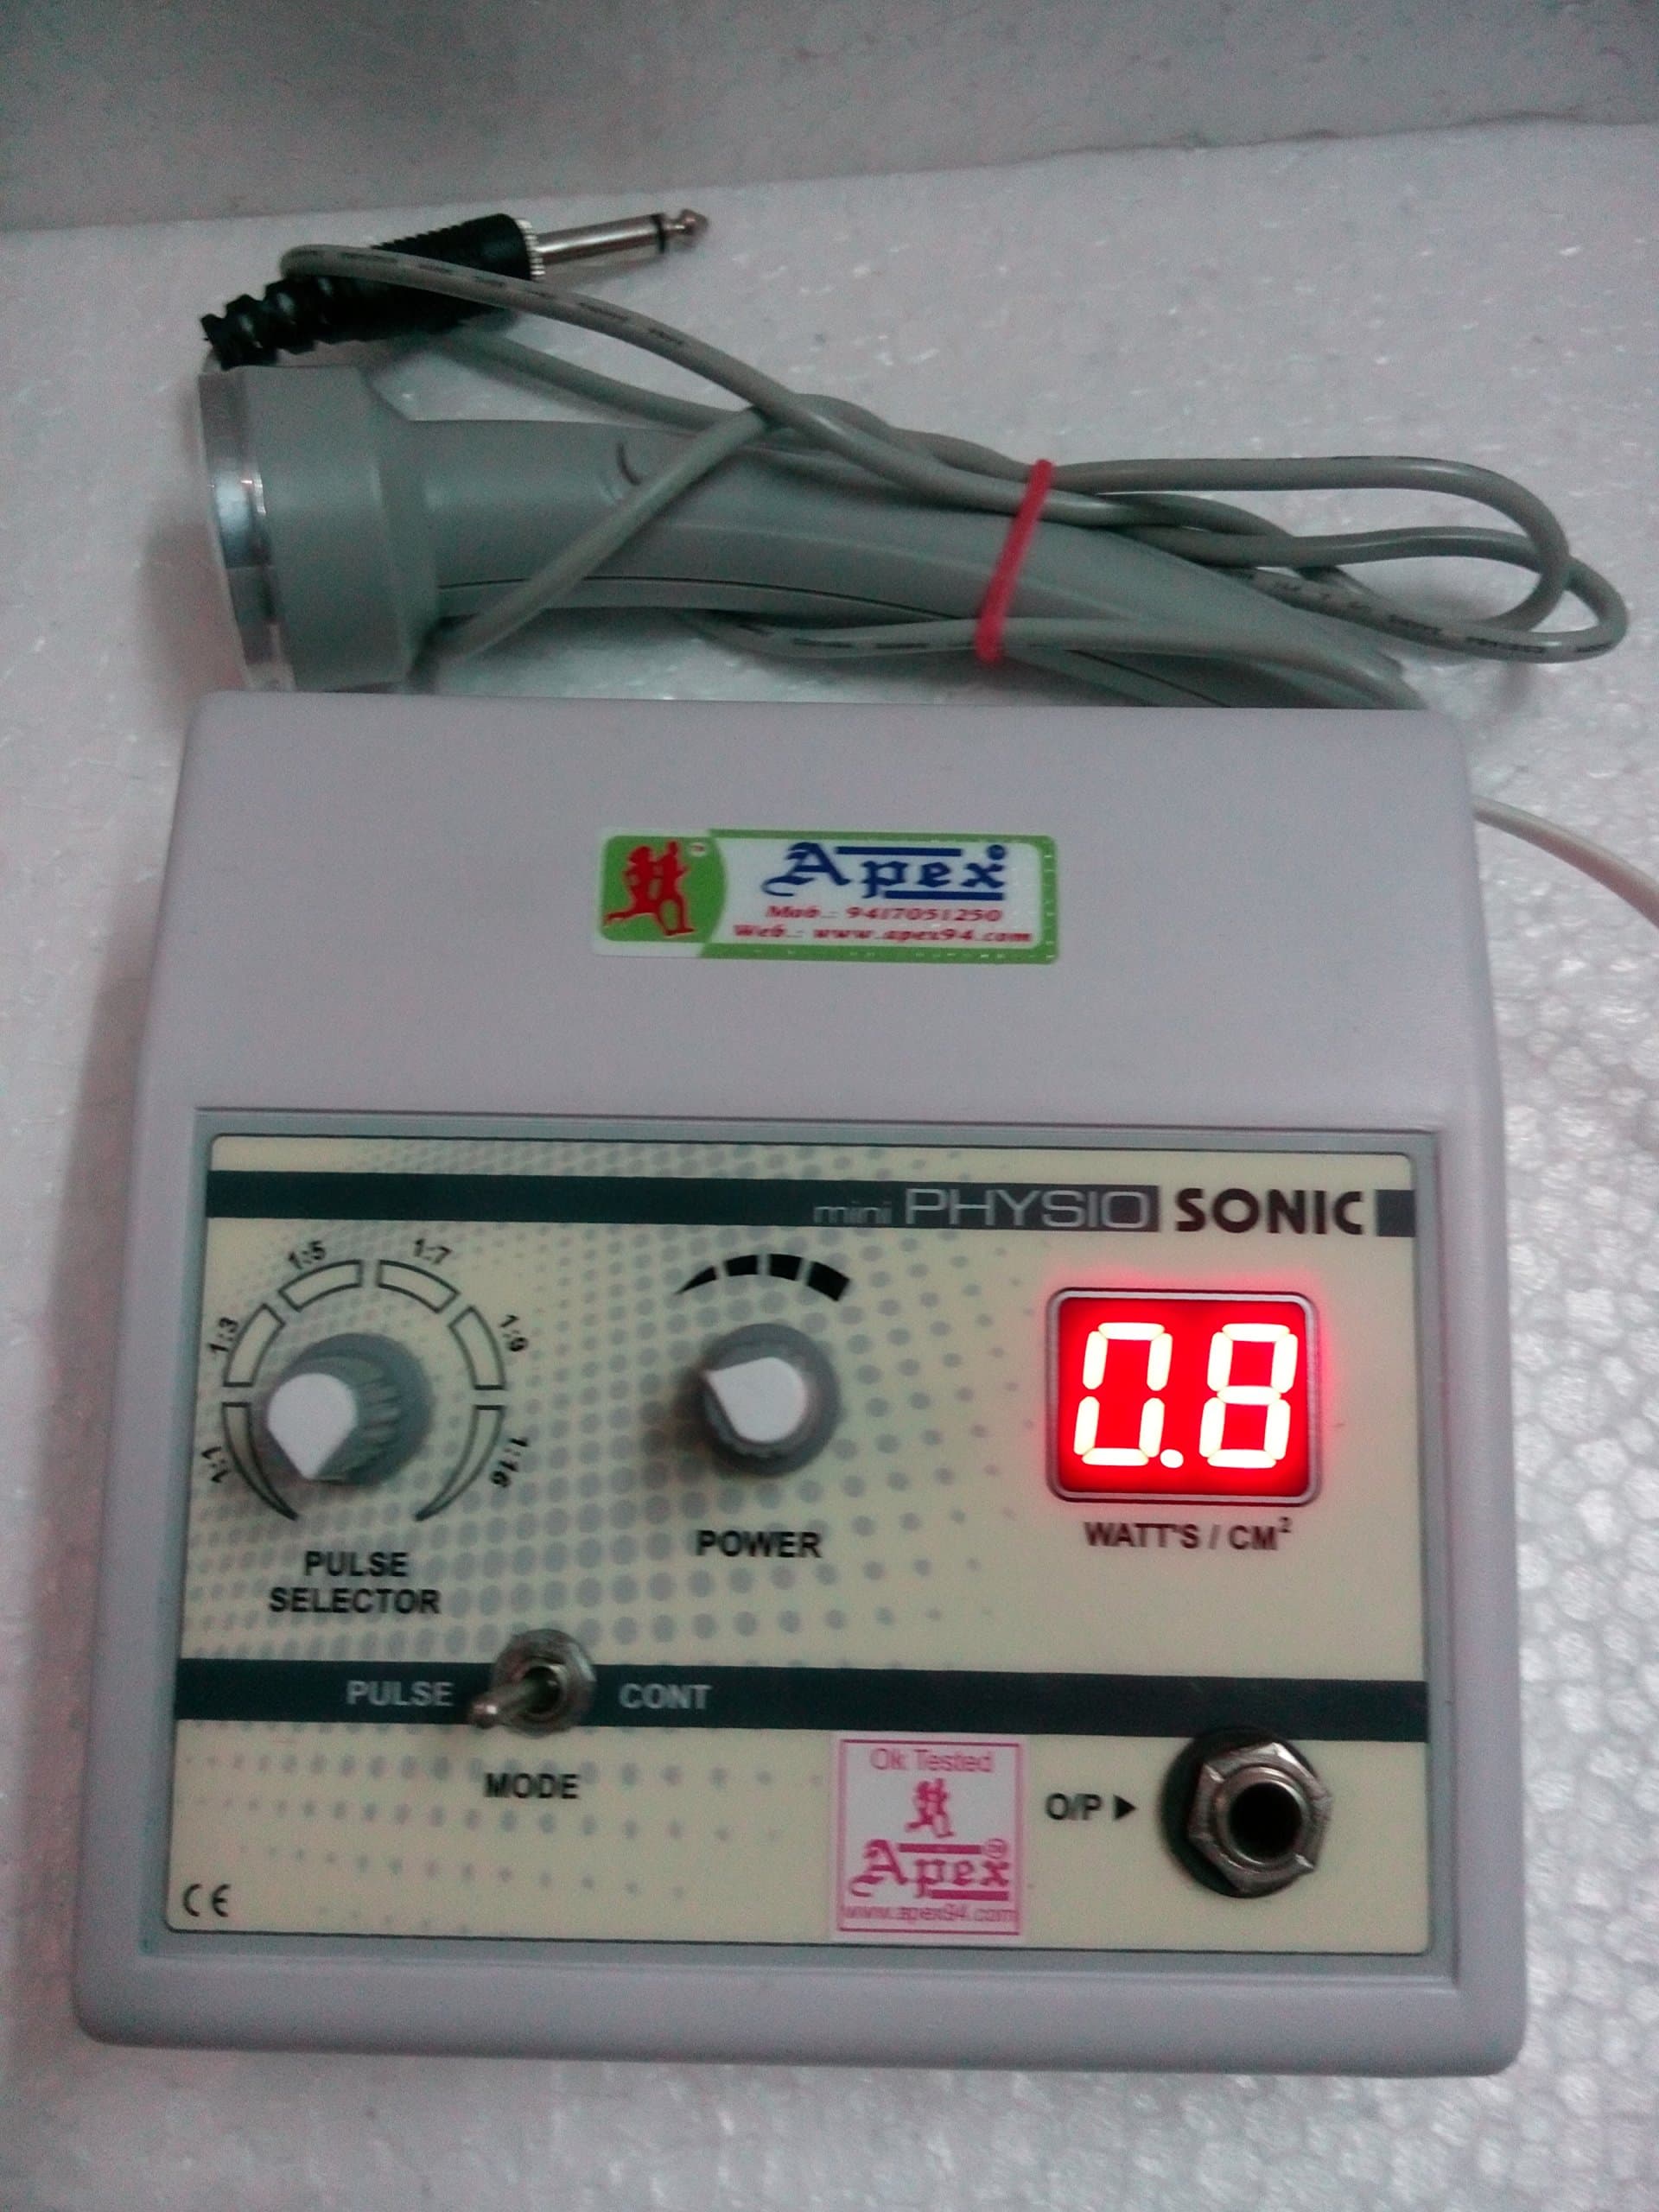 Apex
Mob.: 9417051250
Web.: www.apex94.com
mini PHYSIO SONIC
1:1
1:3
1:5
1:7
1:9
1:16
0.8
WATT'S / CM²
POWER
PULSE
SELECTOR
PULSE
CONT
MODE
Ok Tested
Apex®
www.apex94.com
O/P ▶
CE